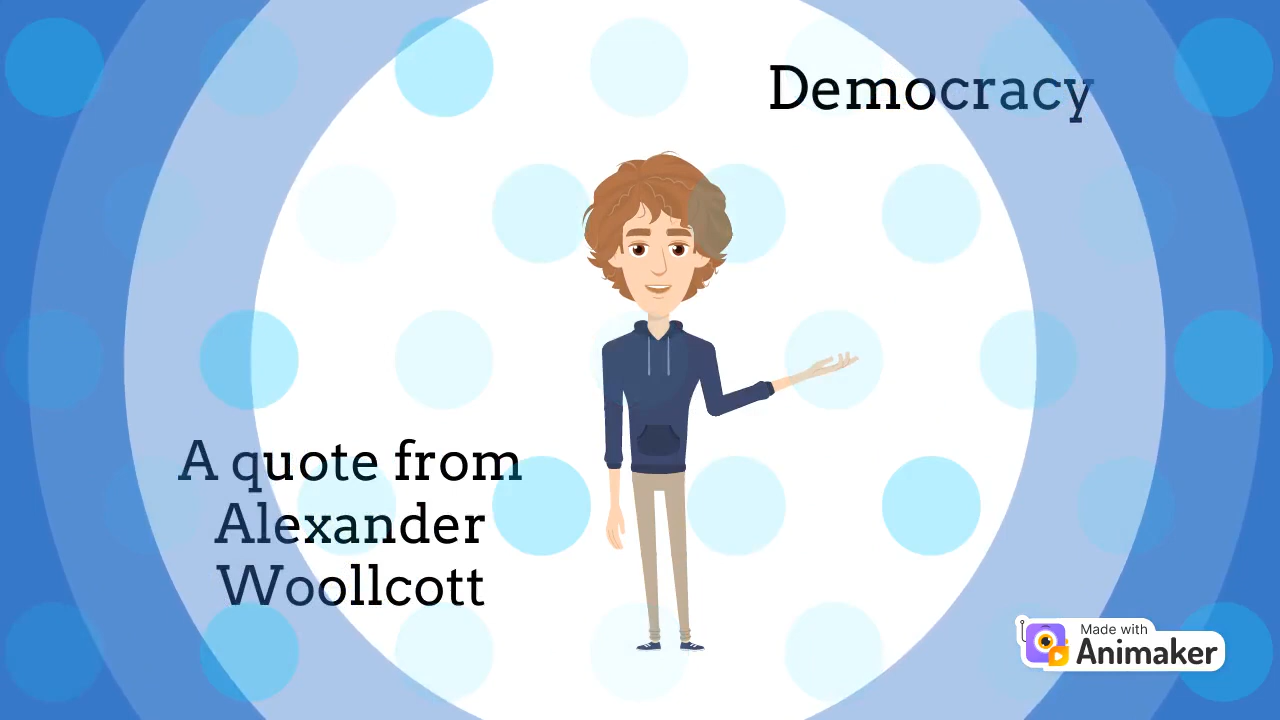 Democracy
A quote from
Alexander
Woollcott
Made with
Animaker